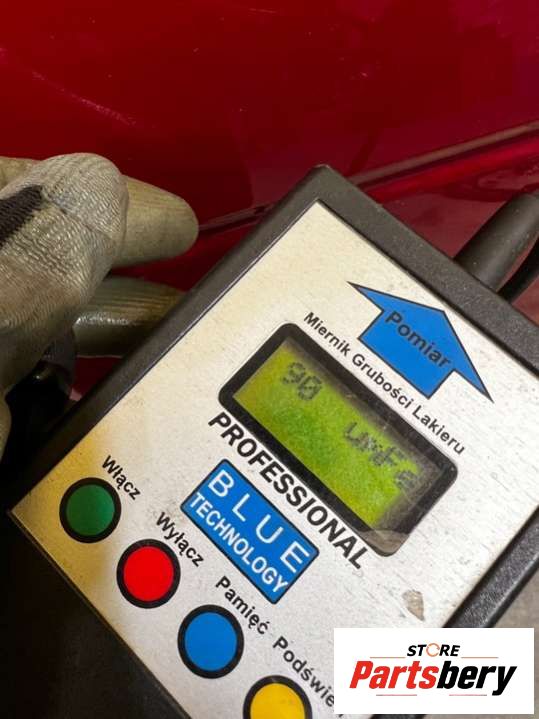 Pomiar
Miernik Grubości Lakieru
90 umFe
PROFESSIONAL
BLUE
TECHNOLOGY
Włącz
Wyłącz
Pamięć
STORE
Partsbery